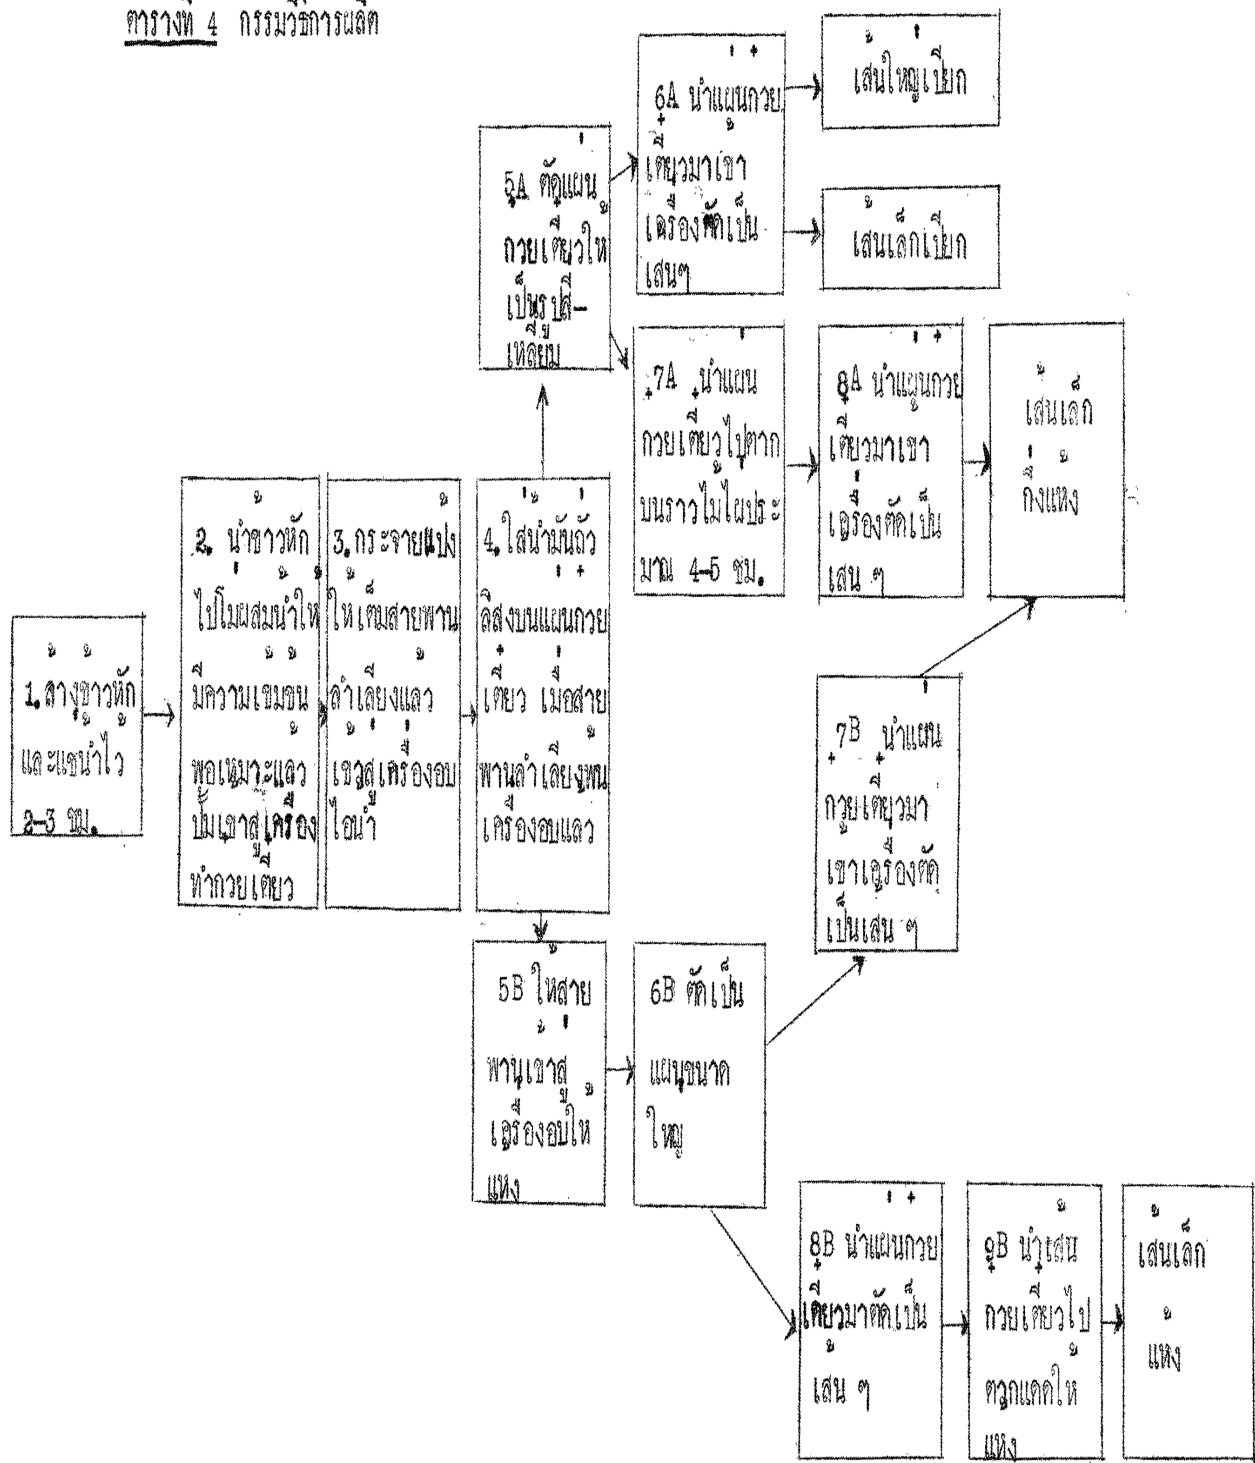 ตารางที่ 4 กรรมวิธีการผลิต
1. ล้างข้าวหัก
และแช่น้ำไว้
2-3 ชม.
2. นำข้าวหัก
ไปโม่ผสมน้ำให้
มีความเข้มข้น
พอเหมาะแล้ว
ปั๊มเข้าสู่เครื่อง
ทำก๋วยเตี๋ยว
3. กระจายแป้ง
ให้เต็มสายพาน
ลำเลียงแล้ว
เข้าสู่เครื่องอบ
ไอน้ำ
4. ใส่น้ำมันถั่ว
ลิสงบนแผ่นก๋วย
เตี๋ยว เมื่อสาย
พานลำเลียงพ้น
เครื่องอบแล้ว
5A ตัดแผ่น
ก๋วยเตี๋ยวให้
เป็นรูปสี่-
เหลี่ยม
6A นำแผ่นก๋วย
เตี๋ยวมาเข้า
เครื่องตัดเป็น
เส้นๆ
เส้นใหญ่เปียก
เส้นเล็กเปียก
7A นำแผ่น
ก๋วยเตี๋ยวไปตาก
บนราวไม้ไผ่ประ
มาณ 4-5 ชม.
8A นำแผ่นก๋วย
เตี๋ยวมาเข้า
เครื่องตัดเป็น
เส้น ๆ
เส้นเล็ก
กึ่งแห้ง
5B ให้สาย
พานเข้าสู่
เครื่องอบให้
แห้ง
6B ตัดเป็น
แผ่นขนาด
ใหญ่
7B นำแผ่น
ก๋วยเตี๋ยวมา
เข้าเครื่องตัด
เป็นเส้น ๆ
8B นำแผ่นก๋วย
เตี๋ยวมาตัดเป็น
เส้น ๆ
9B นำเส้น
ก๋วยเตี๋ยวไป
ตากแดดให้
แห้ง
เส้นเล็ก
แห้ง